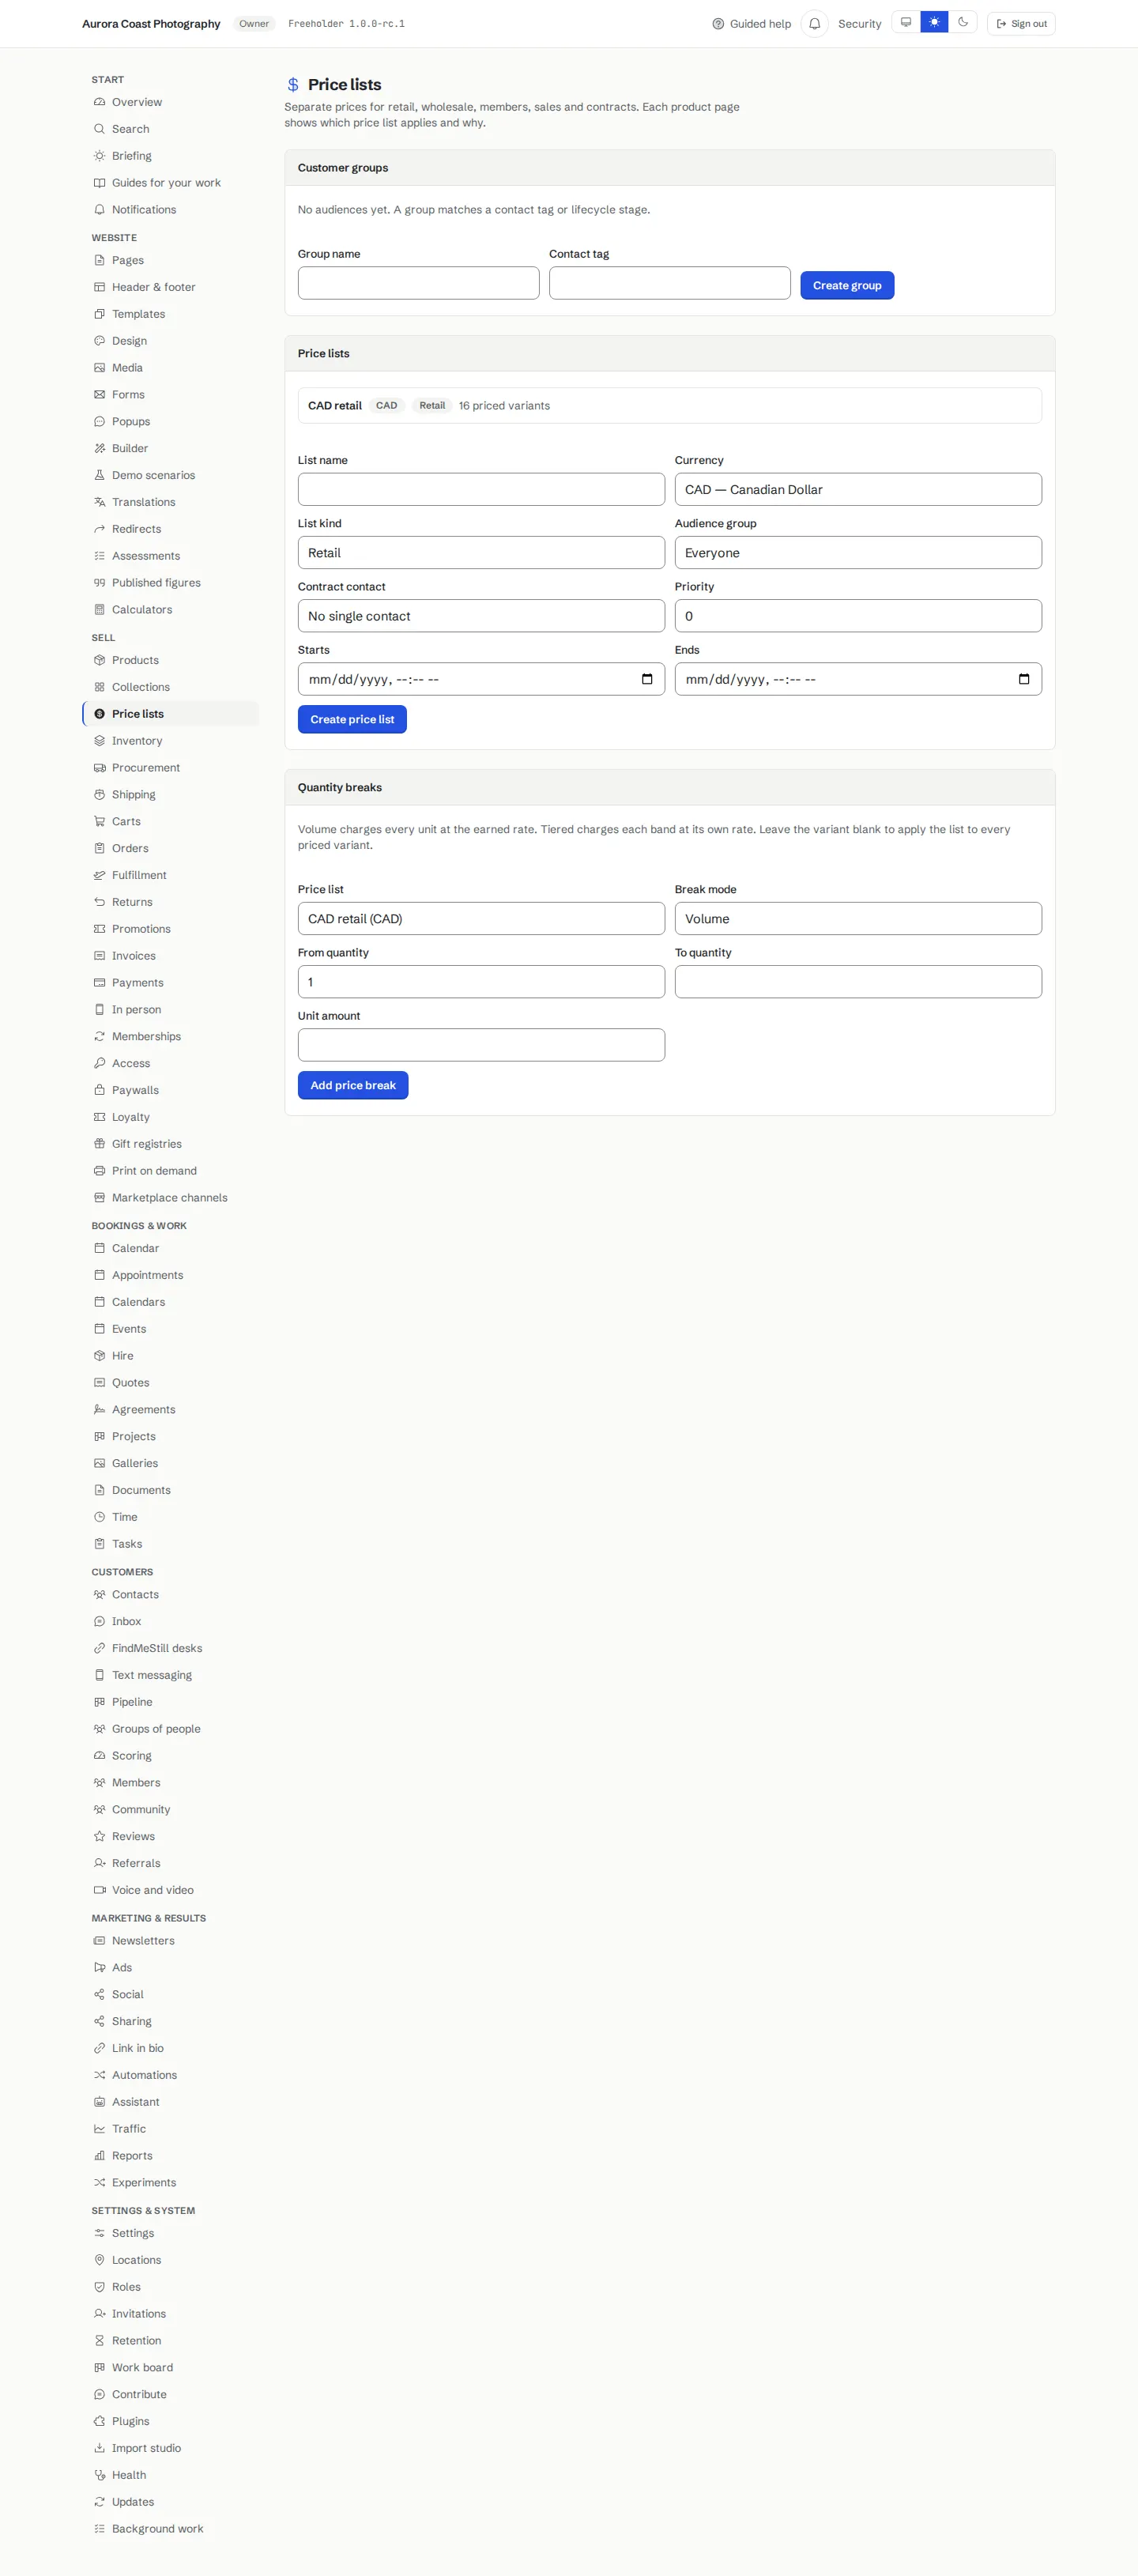 Aurora Coast Photography Owner Freeholder 1.0.0-rc.1 Guided help Security Sign out
START
Overview
Search
Briefing
Guides for your work
Notifications
WEBSITE
Pages
Header & footer
Templates
Design
Media
Forms
Popups
Builder
Demo scenarios
Translations
Redirects
Assessments
Published figures
Calculators
SELL
Products
Collections
Price lists
Inventory
Procurement
Shipping
Carts
Orders
Fulfillment
Returns
Promotions
Invoices
Payments
In person
Memberships
Access
Paywalls
Loyalty
Gift registries
Print on demand
Marketplace channels
BOOKINGS & WORK
Calendar
Appointments
Calendars
Events
Hire
Quotes
Agreements
Projects
Galleries
Documents
Time
Tasks
CUSTOMERS
Contacts
Inbox
FindMeStill desks
Text messaging
Pipeline
Groups of people
Scoring
Members
Community
Reviews
Referrals
Voice and video
MARKETING & RESULTS
Newsletters
Ads
Social
Sharing
Link in bio
Automations
Assistant
Traffic
Reports
Experiments
SETTINGS & SYSTEM
Settings
Locations
Roles
Invitations
Retention
Work board
Contribute
Plugins
Import studio
Health
Updates
Background work
Price lists
Separate prices for retail, wholesale, members, sales and contracts. Each product page
shows which price list applies and why.
Customer groups
No audiences yet. A group matches a contact tag or lifecycle stage.
Group name Contact tag
Create group
Price lists
CAD retail CAD Retail 16 priced variants
List name Currency
CAD — Canadian Dollar
List kind Audience group
Retail Everyone
Contract contact Priority
No single contact 0
Starts Ends
mm/dd/yyyy, --:-- -- mm/dd/yyyy, --:-- --
Create price list
Quantity breaks
Volume charges every unit at the earned rate. Tiered charges each band at its own rate. Leave the variant blank to apply the list to every
priced variant.
Price list Break mode
CAD retail (CAD) Volume
From quantity To quantity
1
Unit amount
Add price break